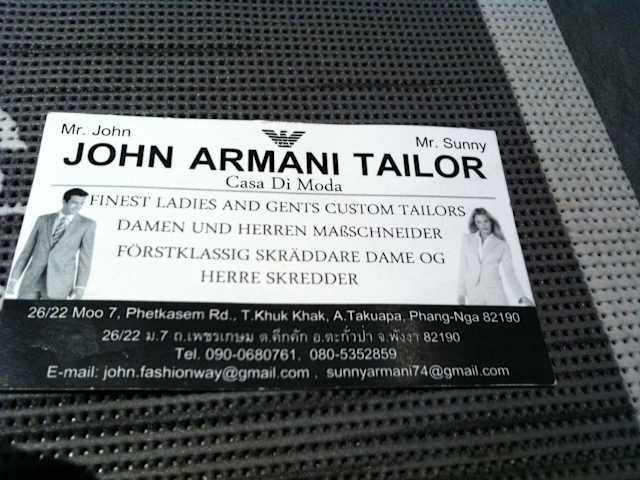 Mr. John
Mr. Sunny
JOHN ARMANI TAILOR
Casa Di Moda
FINEST LADIES AND GENTS CUSTOM TAILORS
DAMEN UND HERREN MAßSCHNEIDER
FÖRSTKLASSIG SKRÄDDARE DAME OG
HERRE SKREDDER
26/22 Moo 7, Phetkasem Rd., T.Khuk Khak, A.Takuapa, Phang-Nga 82190
26/22 ม.7 ถ.เพชรเกษม ต.คึกคัก อ.ตะกั่วป่า จ.พังงา 82190
Tel. 090-0680761, 080-5352859
E-mail: john.fashionway@gmail.com , sunnyarmani74@gmail.com